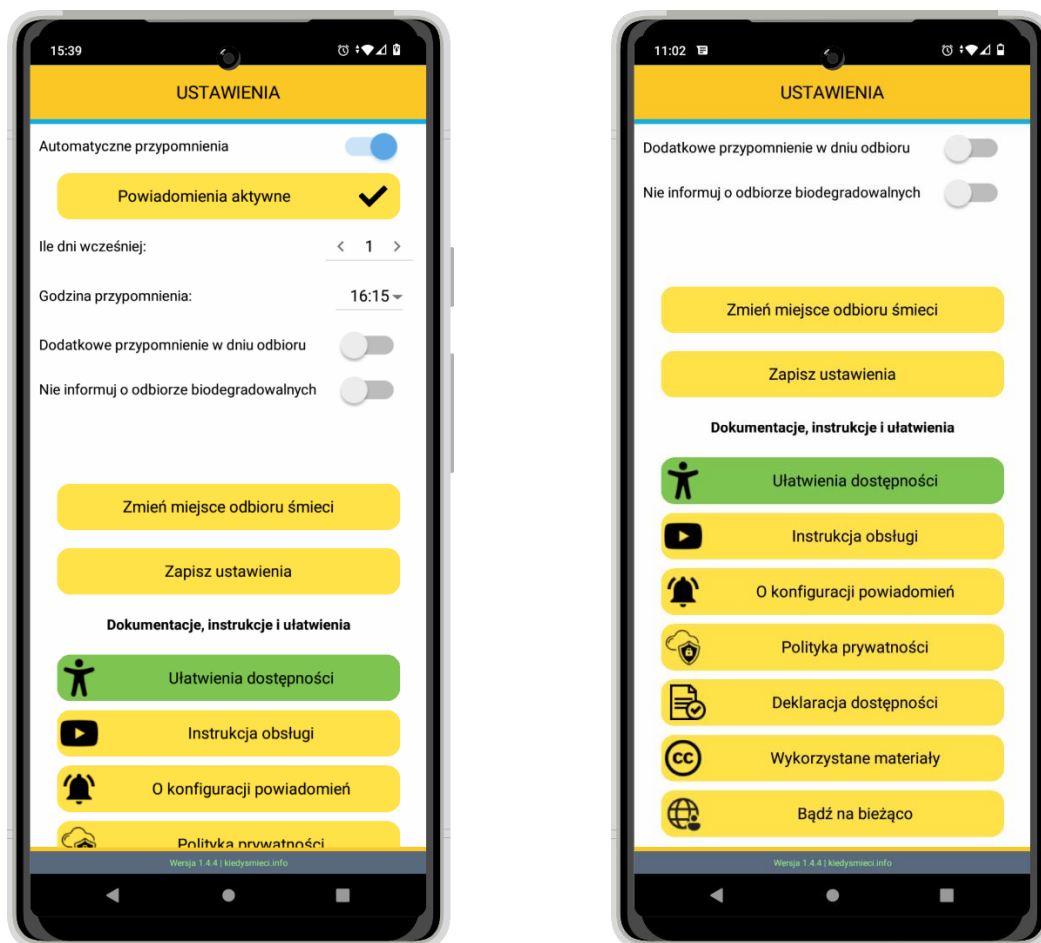 15:39
USTAWIENIA
Automatyczne przypomnienia
Powiadomienia aktywne
Ile dni wcześniej:
< 1 >
Godzina przypomnienia:
16:15
Dodatkowe przypomnienie w dniu odbioru
Nie informuj o odbiorze biodegradowalnych
Zmień miejsce odbioru śmieci
Zapisz ustawienia
Dokumentacje, instrukcje i ułatwienia
Ułatwienia dostępności
Instrukcja obsługi
O konfiguracji powiadomień
Polityka prywatności
Wersja 1.4.4 | kiedysmieci.info
11:02
USTAWIENIA
Dodatkowe przypomnienie w dniu odbioru
Nie informuj o odbiorze biodegradowalnych
Zmień miejsce odbioru śmieci
Zapisz ustawienia
Dokumentacje, instrukcje i ułatwienia
Ułatwienia dostępności
Instrukcja obsługi
O konfiguracji powiadomień
Polityka prywatności
Deklaracja dostępności
cc
Wykorzystane materiały
Bądź na bieżąco
Wersja 1.4.4 | kiedysmieci.info